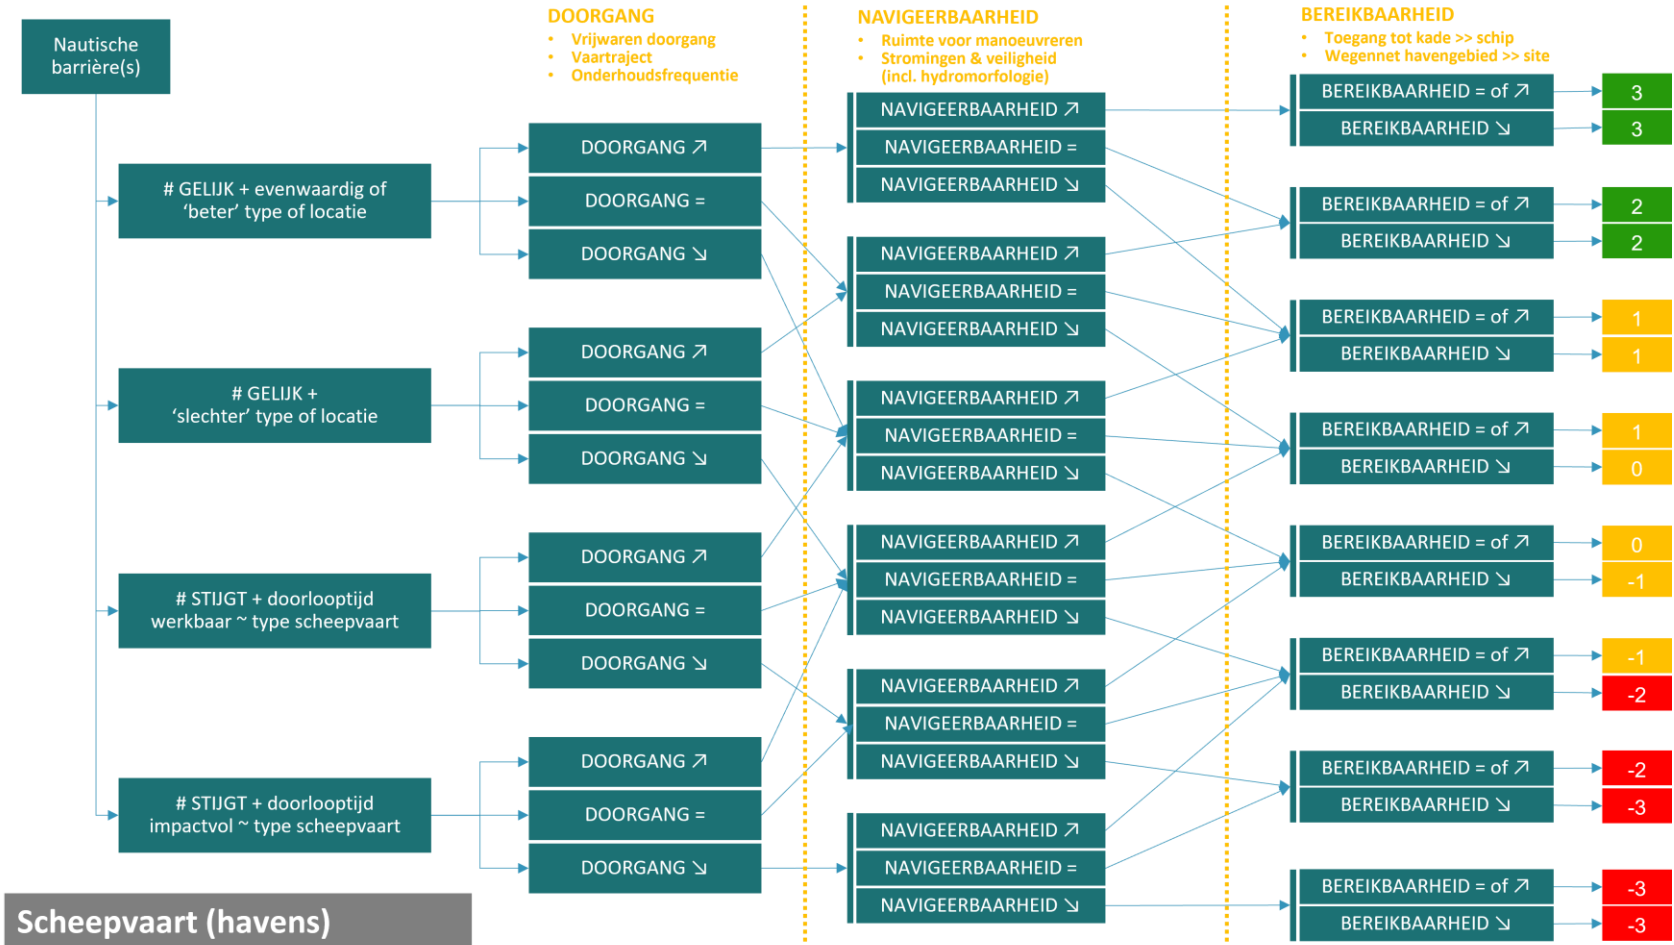 Nautische
barrière(s)
# GELIJK + evenwaardig of
‘beter’ type of locatie
# GELIJK +
‘slechter’ type of locatie
# STIJGT + doorlooptijd
werkbaar ~ type scheepvaart
# STIJGT + doorlooptijd
impactvol ~ type scheepvaart
DOORGANG
• Vrijwaren doorgang
• Vaartraject
• Onderhoudsfrequentie
DOORGANG ↗
DOORGANG =
DOORGANG ↘
DOORGANG ↗
DOORGANG =
DOORGANG ↘
DOORGANG ↗
DOORGANG =
DOORGANG ↘
DOORGANG ↗
DOORGANG =
DOORGANG ↘
NAVIGEERBAARHEID
• Ruimte voor manoeuvreren
• Stromingen & veiligheid
(incl. hydromorfologie)
NAVIGEERBAARHEID ↗
NAVIGEERBAARHEID =
NAVIGEERBAARHEID ↘
NAVIGEERBAARHEID ↗
NAVIGEERBAARHEID =
NAVIGEERBAARHEID ↘
NAVIGEERBAARHEID ↗
NAVIGEERBAARHEID =
NAVIGEERBAARHEID ↘
NAVIGEERBAARHEID ↗
NAVIGEERBAARHEID =
NAVIGEERBAARHEID ↘
NAVIGEERBAARHEID ↗
NAVIGEERBAARHEID =
NAVIGEERBAARHEID ↘
NAVIGEERBAARHEID ↗
NAVIGEERBAARHEID =
NAVIGEERBAARHEID ↘
BEREIKBAARHEID
• Toegang tot kade >> schip
• Wegennet havengebied >> site
BEREIKBAARHEID = of ↗ 3
BEREIKBAARHEID ↘ 3
BEREIKBAARHEID = of ↗ 2
BEREIKBAARHEID ↘ 2
BEREIKBAARHEID = of ↗ 1
BEREIKBAARHEID ↘ 1
BEREIKBAARHEID = of ↗ 1
BEREIKBAARHEID ↘ 0
BEREIKBAARHEID = of ↗ 0
BEREIKBAARHEID ↘ -1
BEREIKBAARHEID = of ↗ -1
BEREIKBAARHEID ↘ -2
BEREIKBAARHEID = of ↗ -2
BEREIKBAARHEID ↘ -3
BEREIKBAARHEID = of ↗ -3
BEREIKBAARHEID ↘ -3
Scheepvaart (havens)